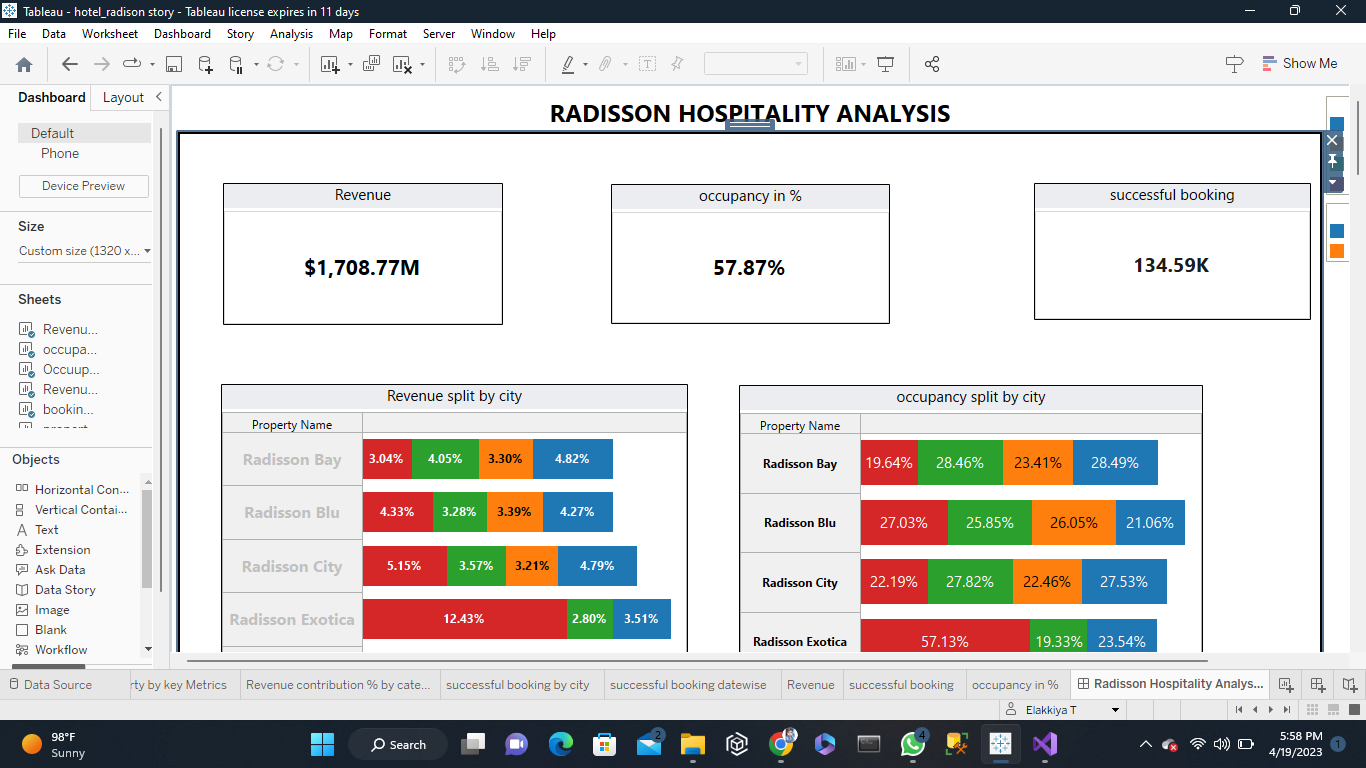 Tableau - hotel_radison story - Tableau license expires in 11 days
File Data Worksheet Dashboard Story Analysis Map Format Server Window Help
Show Me
Dashboard Layout
Default
Phone
Device Preview
Size
Custom size (1320 x...
Sheets
Revenu...
occupa...
Occuup...
Revenu...
bookin...
Objects
Horizontal Con...
Vertical Contai...
Text
Extension
Ask Data
Data Story
Image
Blank
Workflow
RADISSON HOSPITALITY ANALYSIS
Revenue
$1,708.77M
occupancy in %
57.87%
successful booking
134.59K
Revenue split by city
Property Name
Radisson Bay 3.04% 4.05% 3.30% 4.82%
Radisson Blu 4.33% 3.28% 3.39% 4.27%
Radisson City 5.15% 3.57% 3.21% 4.79%
Radisson Exotica 12.43% 2.80% 3.51%
occupancy split by city
Property Name
Radisson Bay 19.64% 28.46% 23.41% 28.49%
Radisson Blu 27.03% 25.85% 26.05% 21.06%
Radisson City 22.19% 27.82% 22.46% 27.53%
Radisson Exotica 57.13% 19.33% 23.54%
Data Source rty by key Metrics Revenue contribution % by cate... successful booking by city successful booking datewise Revenue successful booking occupancy in % Radisson Hospitality Analys...
Elakkiya T
98°F
Sunny
Search
2
4
5:58 PM
4/19/2023
1